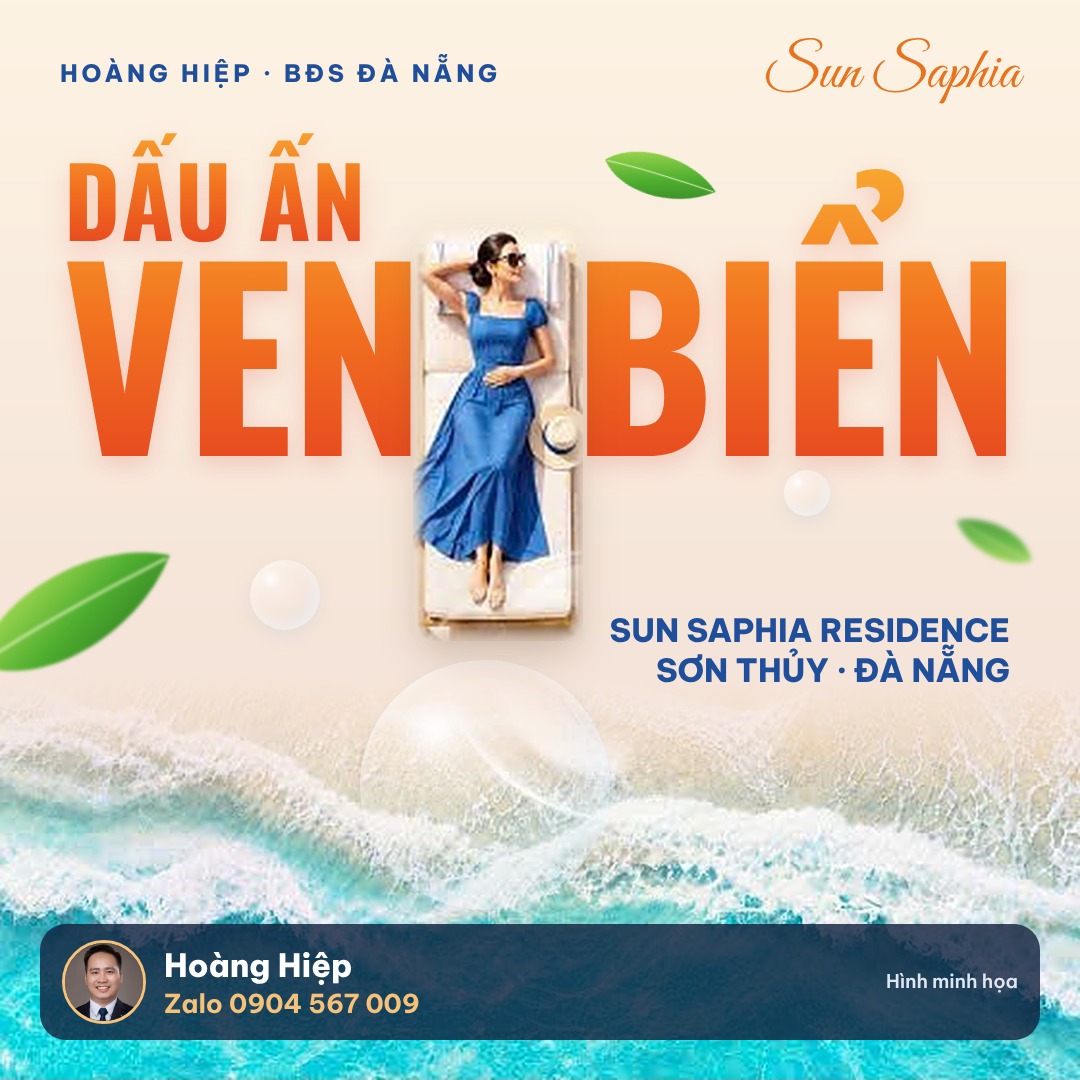 HOÀNG HIỆP · BĐS ĐÀ NẴNG
Sun Saphia
DẤU ẤN
VEN BIỂN
SUN SAPHIA RESIDENCE
SƠN THỦY · ĐÀ NẴNG
Hoàng Hiệp
Zalo 0904 567 009
Hình minh họa